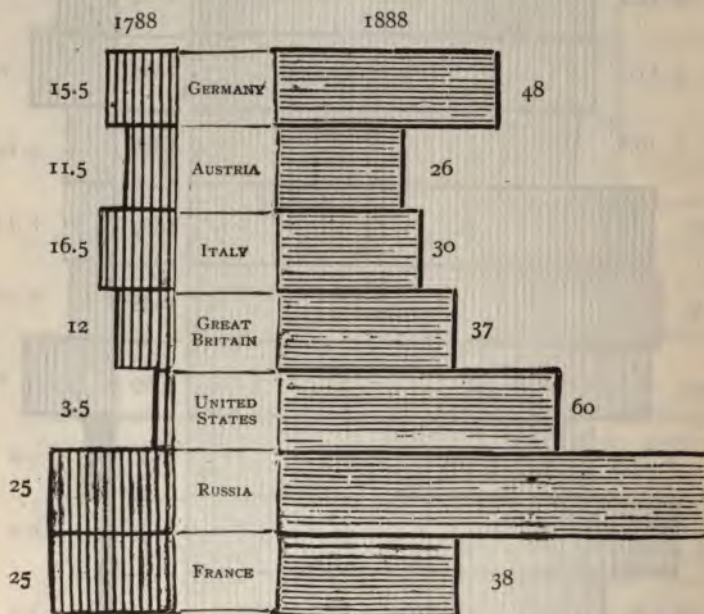 1788 1888
15.5 GERMANY 48
11.5 AUSTRIA 26
16.5 ITALY 30
12 GREAT BRITAIN 37
3.5 UNITED STATES 60
25 RUSSIA
25 FRANCE 38